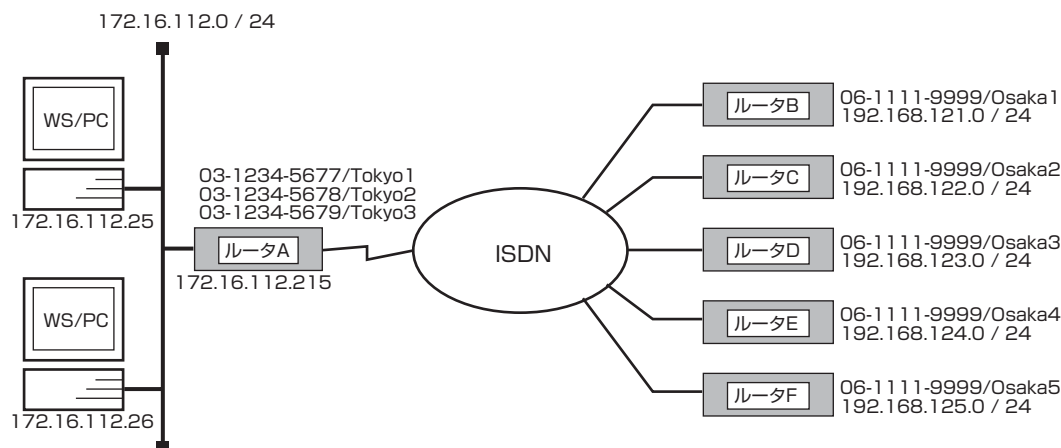 172.16.112.0 / 24
WS/PC
172.16.112.25
03-1234-5677/Tokyo1
03-1234-5678/Tokyo2
03-1234-5679/Tokyo3
ルータA
172.16.112.215
WS/PC
172.16.112.26
ISDN
ルータB
06-1111-9999/Osaka1
192.168.121.0 / 24
ルータC
06-1111-9999/Osaka2
192.168.122.0 / 24
ルータD
06-1111-9999/Osaka3
192.168.123.0 / 24
ルータE
06-1111-9999/Osaka4
192.168.124.0 / 24
ルータF
06-1111-9999/Osaka5
192.168.125.0 / 24